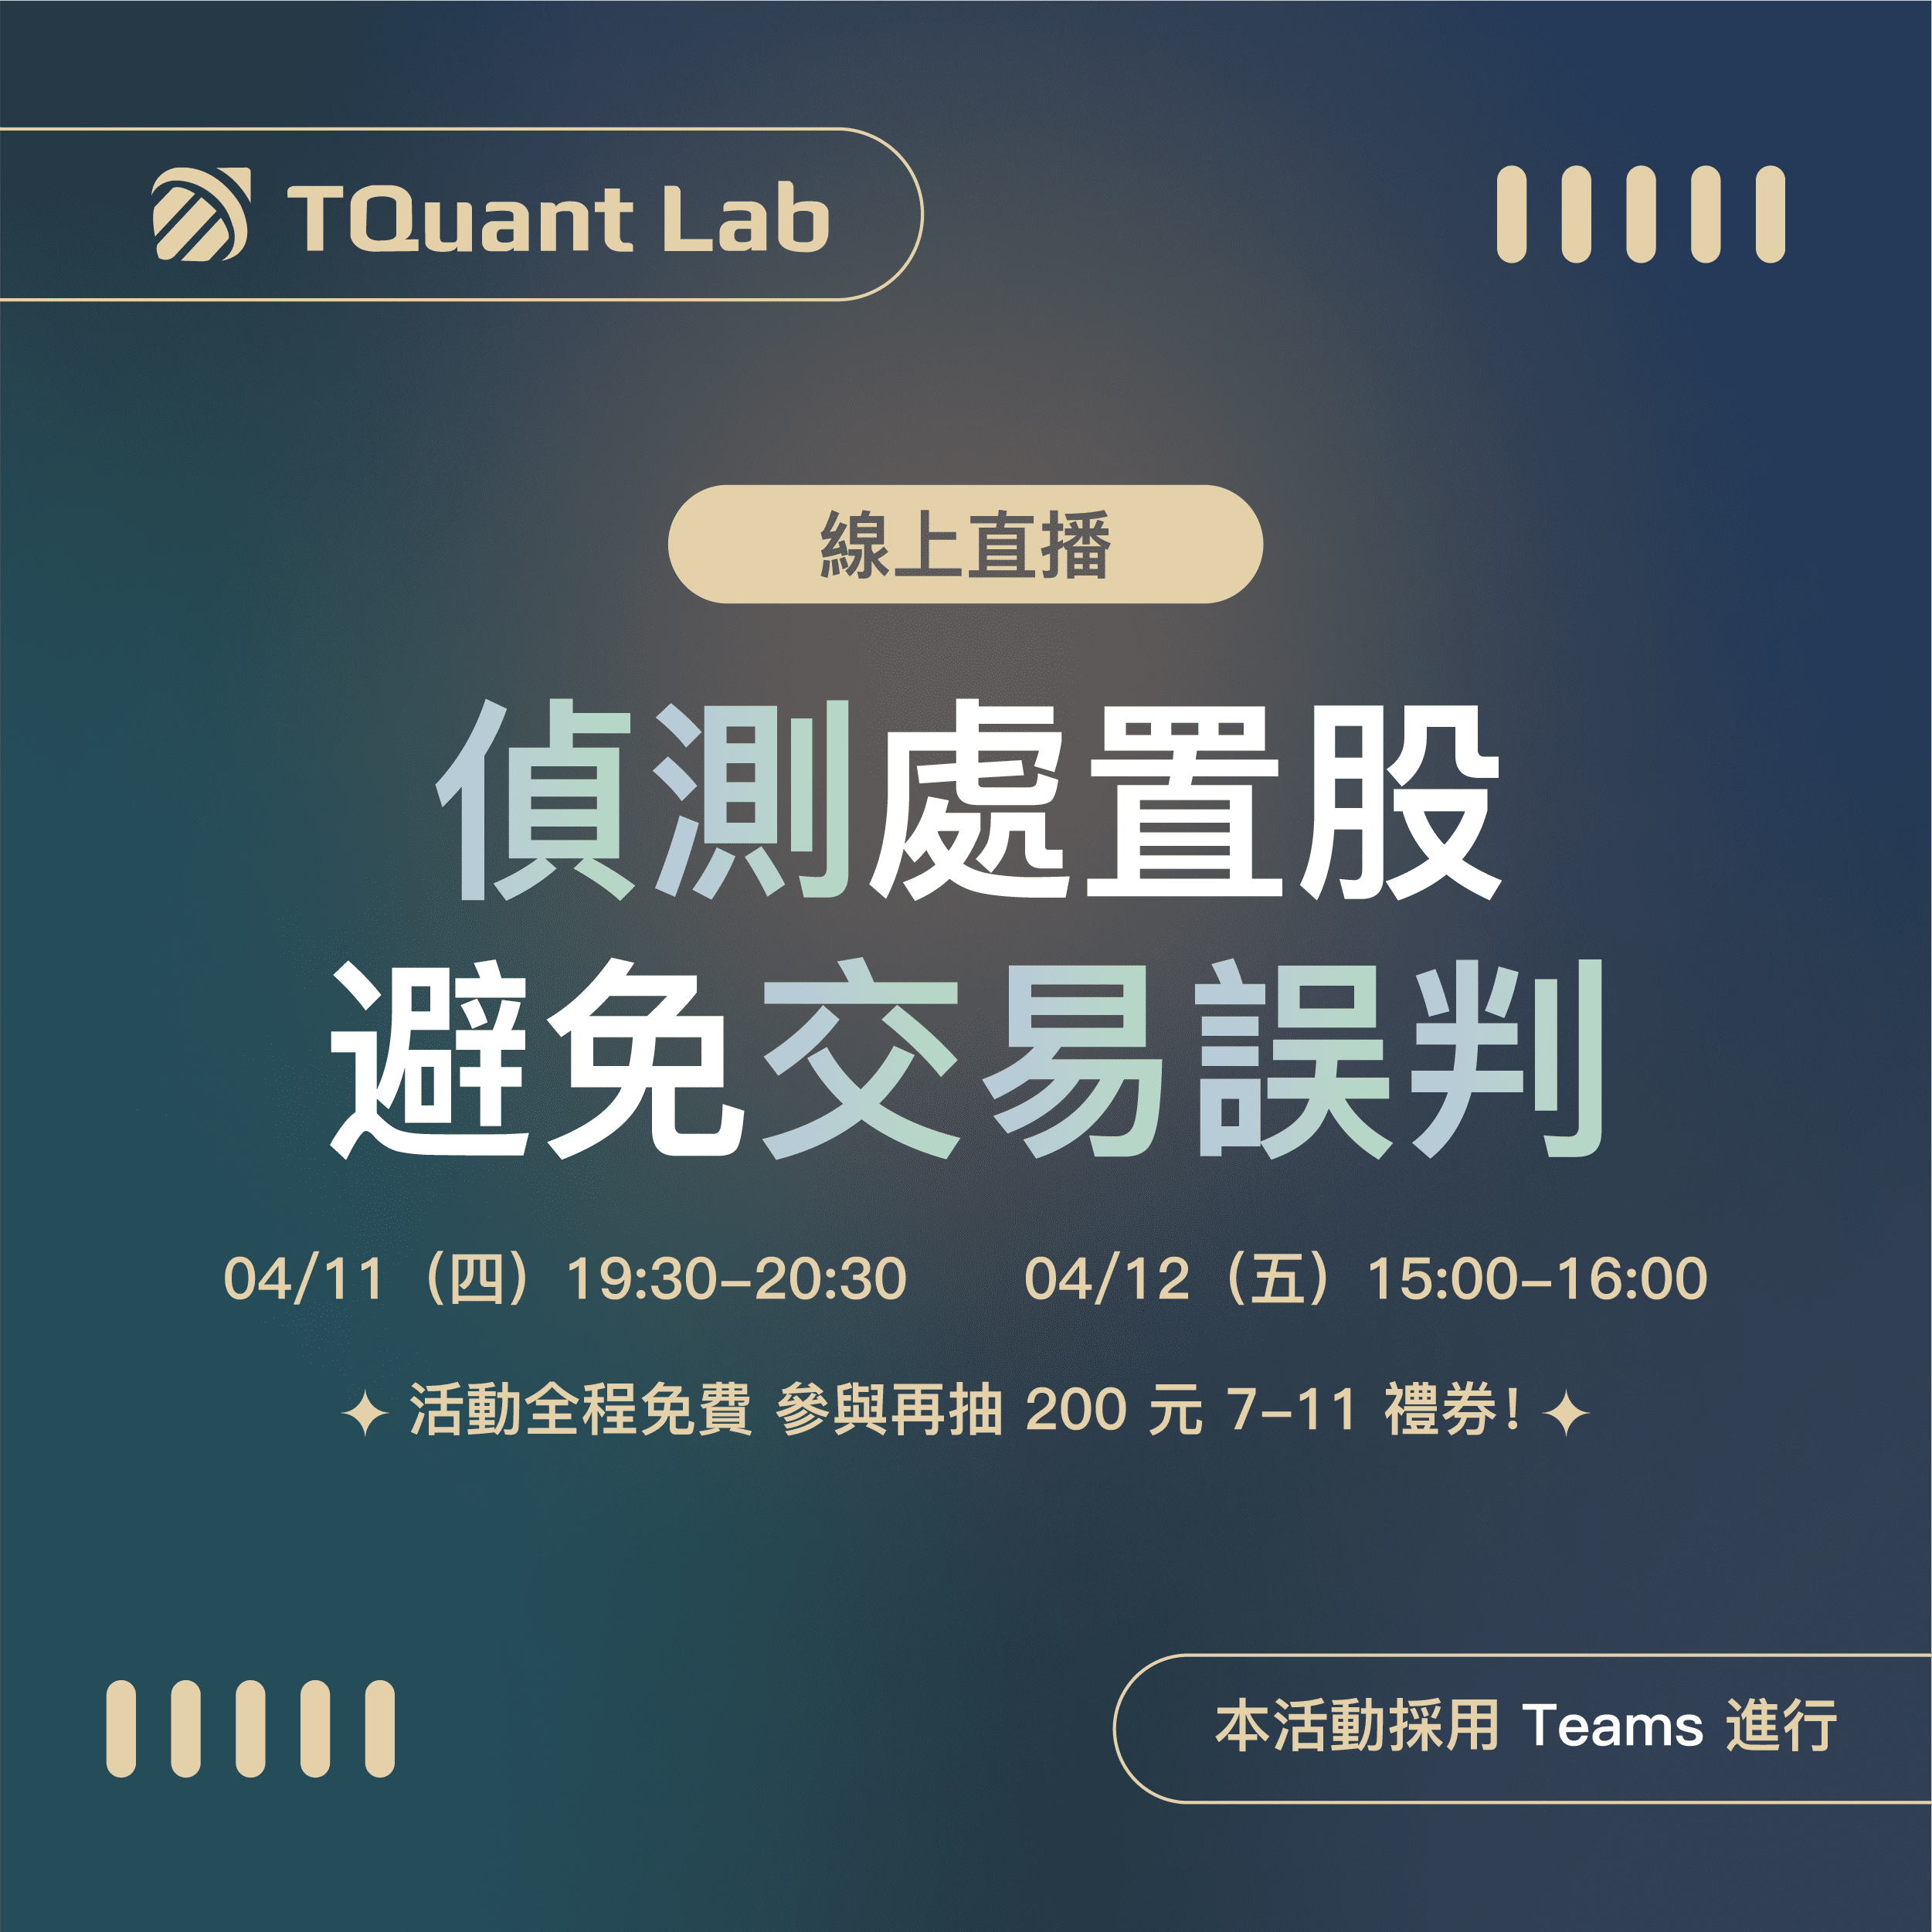 TQuant Lab
線上直播
偵測處置股
避免交易誤判
04/11（四）19:30–20:30 04/12（五）15:00–16:00
活動全程免費 參與再抽 200 元 7–11 禮券!
本活動採用 Teams 進行